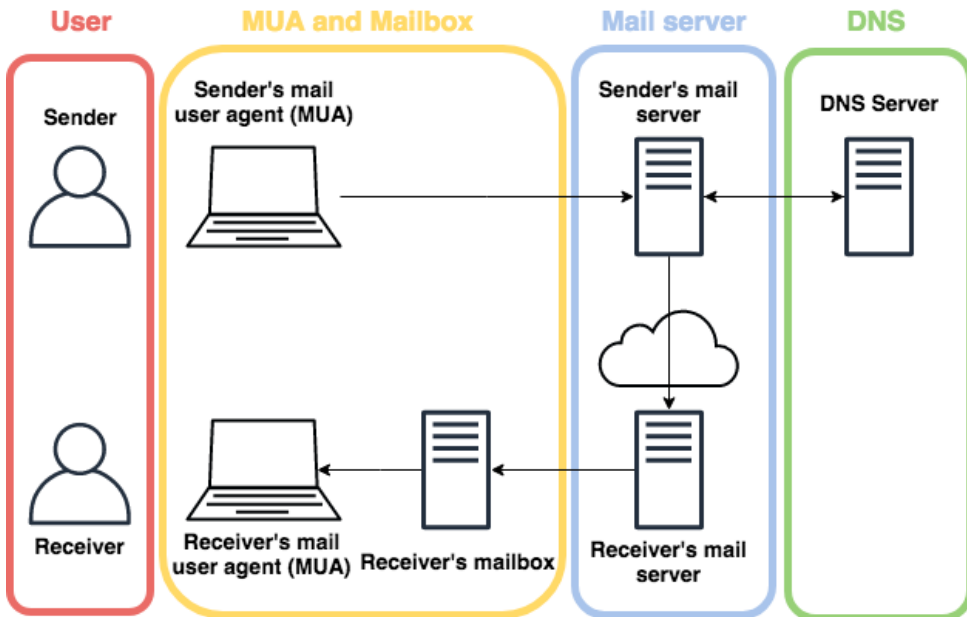 User
MUA and Mailbox
Mail server
DNS
Sender
Sender's mail
user agent (MUA)
Sender's mail
server
DNS Server
Receiver
Receiver's mail
user agent (MUA)
Receiver's mailbox
Receiver's mail
server